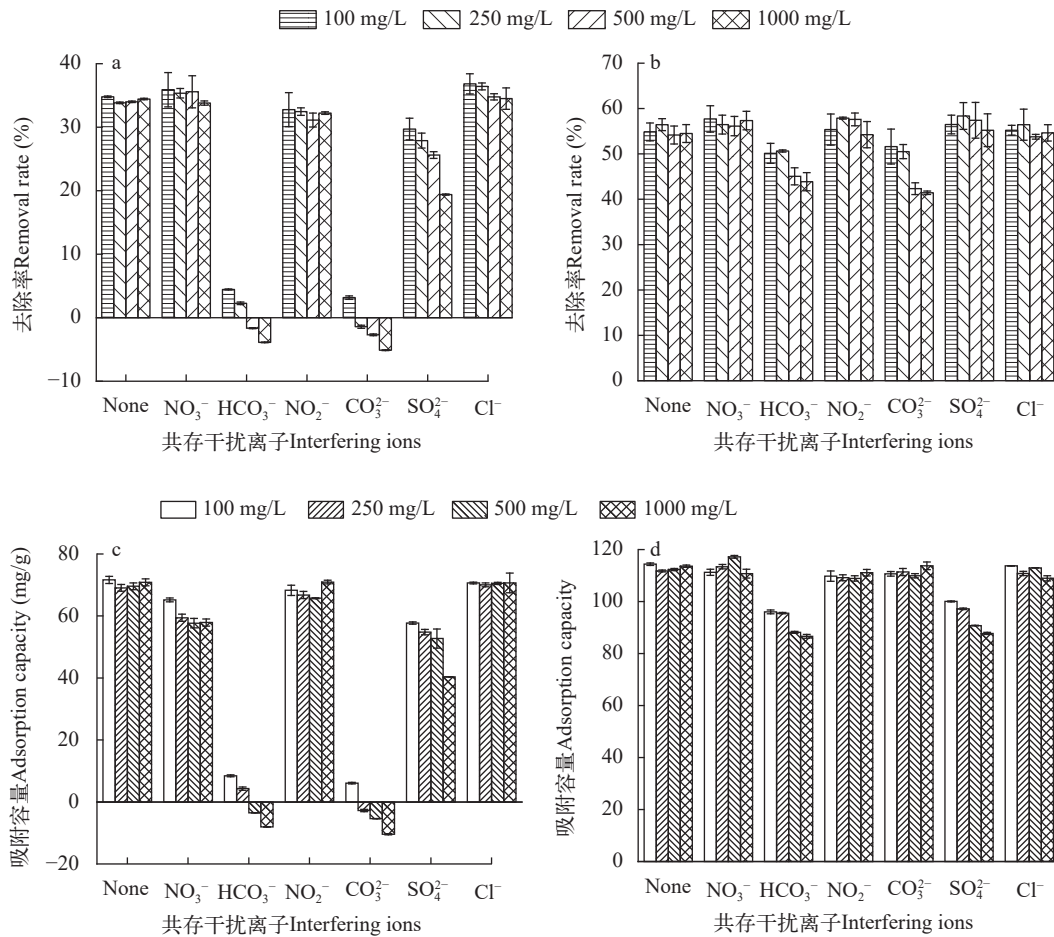 100 mg/L 250 mg/L 500 mg/L 1000 mg/L
a
去除率Removal rate (%)
40
30
20
10
0
−10
None NO₃⁻ HCO₃⁻ NO₂⁻ CO₃²⁻ SO₄²⁻ Cl⁻
共存干扰离子Interfering ions
b
去除率Removal rate (%)
70
60
50
40
30
20
10
0
None NO₃⁻ HCO₃⁻ NO₂⁻ CO₃²⁻ SO₄²⁻ Cl⁻
共存干扰离子Interfering ions
100 mg/L 250 mg/L 500 mg/L 1000 mg/L
c
吸附容量Adsorption capacity (mg/g)
80
60
40
20
0
−20
None NO₃⁻ HCO₃⁻ NO₂⁻ CO₃²⁻ SO₄²⁻ Cl⁻
共存干扰离子Interfering ions
d
吸附容量Adsorption capacity
120
100
80
60
40
20
0
None NO₃⁻ HCO₃⁻ NO₂⁻ CO₃²⁻ SO₄²⁻ Cl⁻
共存干扰离子Interfering ions